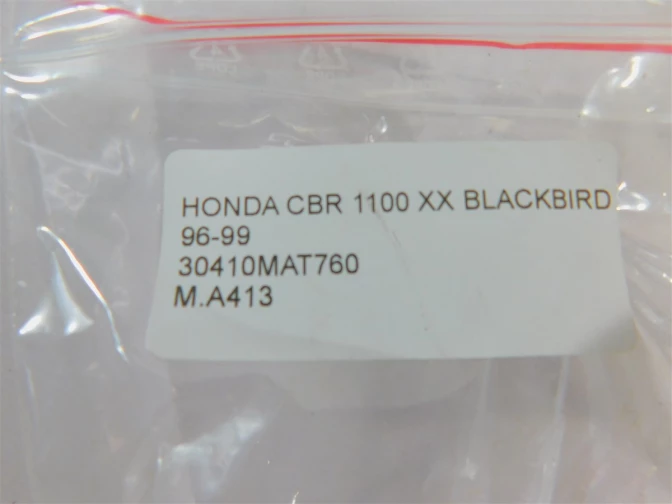 HONDA CBR 1100 XX BLACKBIRD
96-99
30410MAT760
M.A413